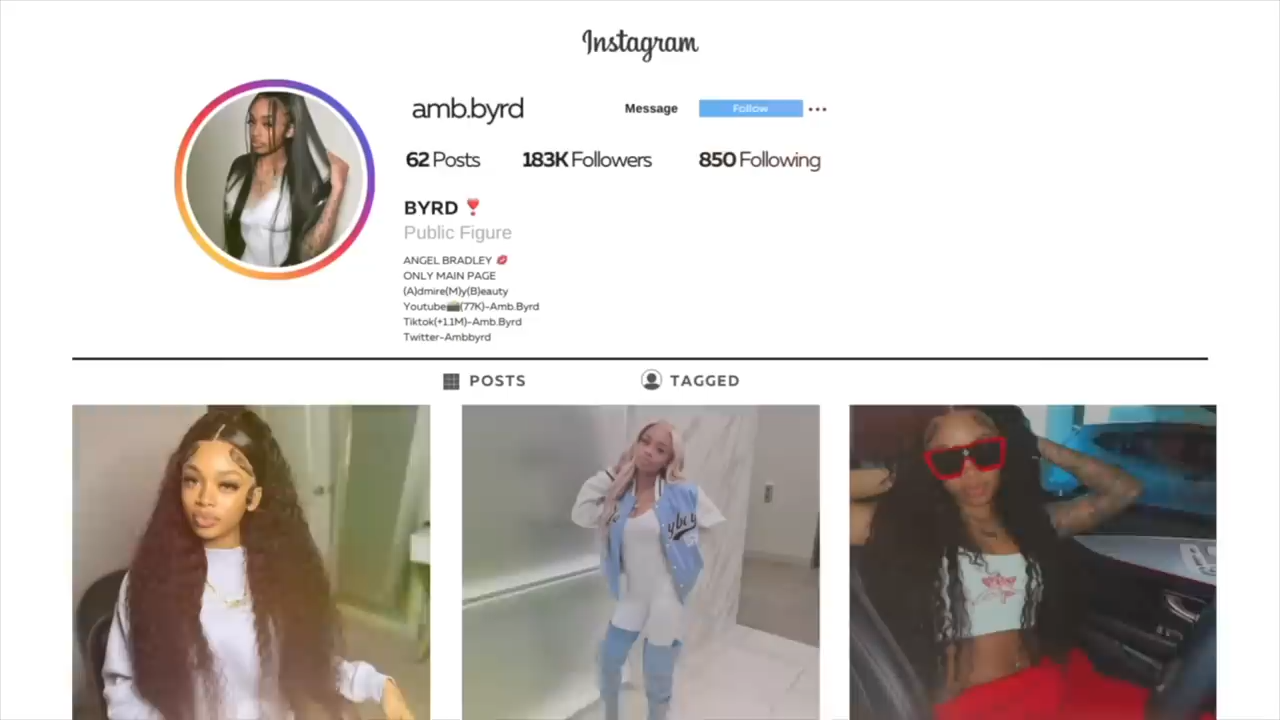 Instagram
amb.byrd Message Follow
62 Posts 183K Followers 850 Following
BYRD ❣️
Public Figure
ANGEL BRADLEY 💋
ONLY MAIN PAGE
(A)dmire(M)y(B)eauty
Youtube📸(77K)-Amb.Byrd
Tiktok(+1.1M)-Amb.Byrd
Twitter-Ambbyrd
POSTS TAGGED